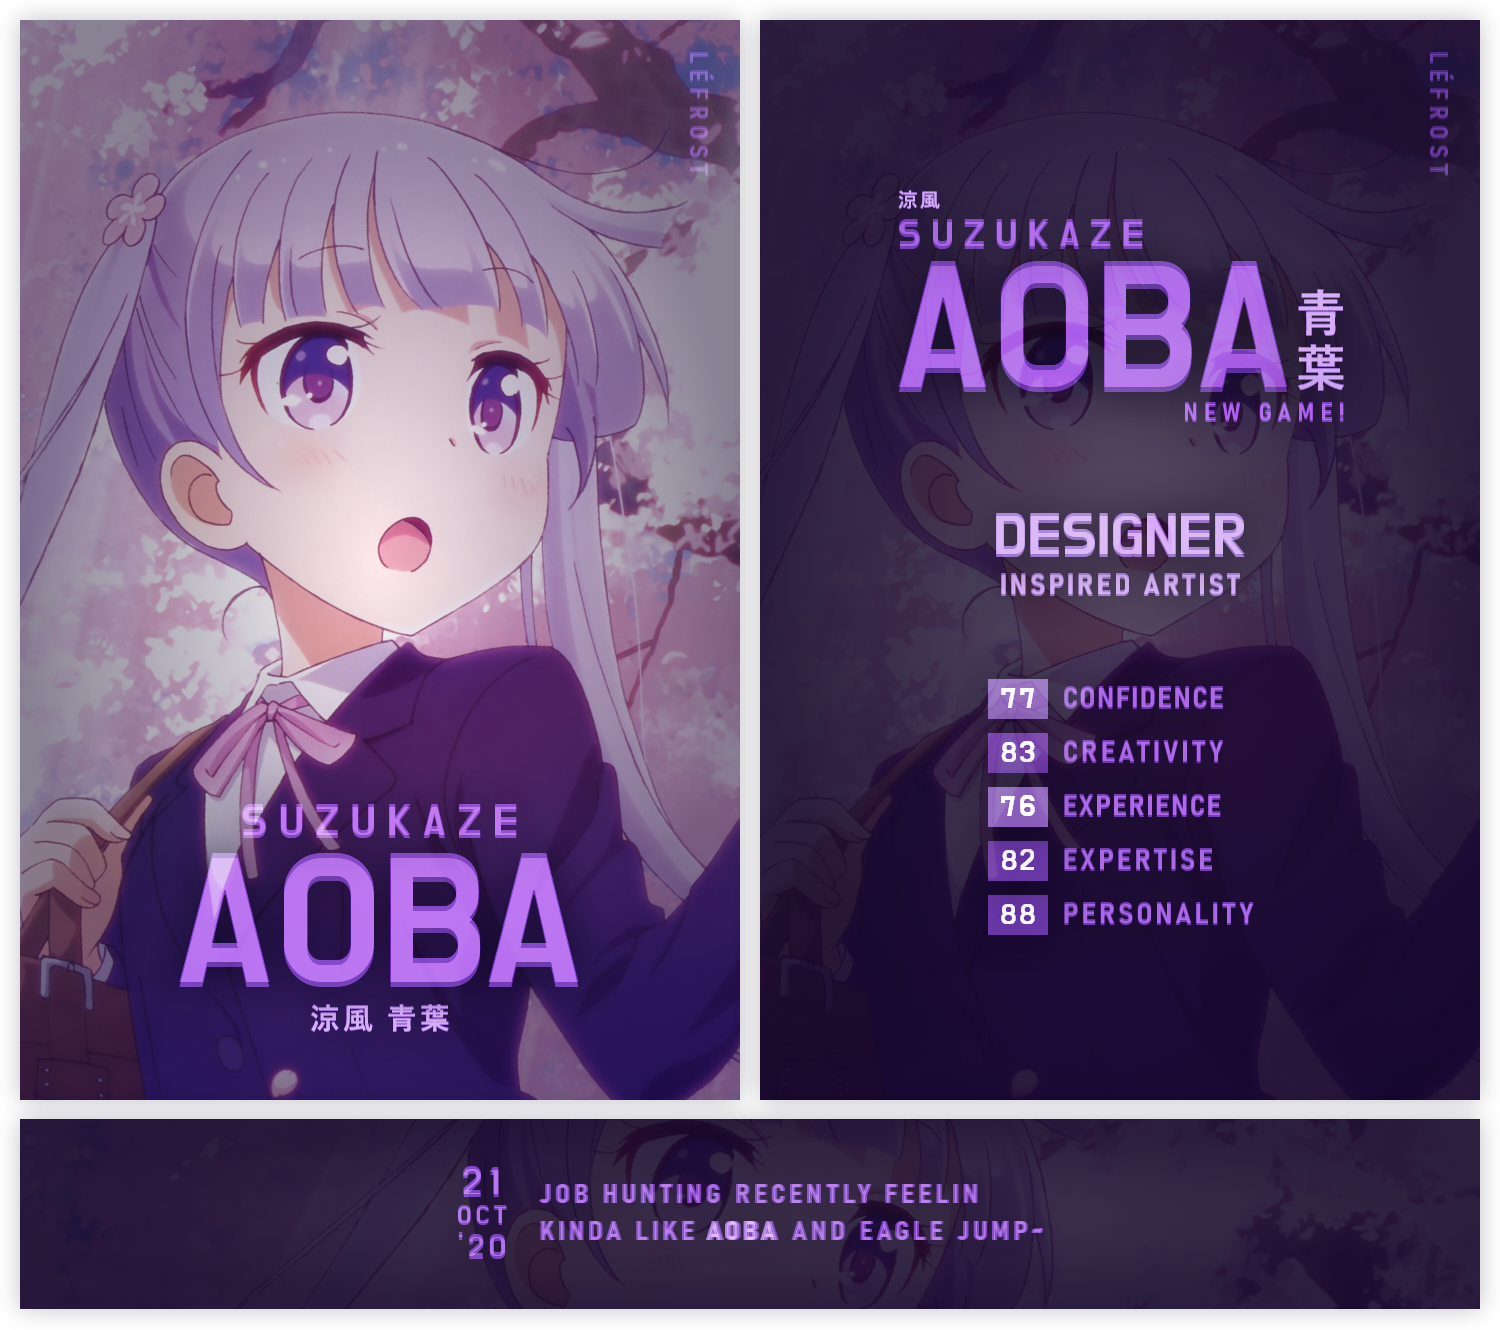 LÉFROST
SUZUKAZE
AOBA
涼風 青葉
LÉFROST
涼風
SUZUKAZE
AOBA
青葉
NEW GAME!
DESIGNER
INSPIRED ARTIST
77 CONFIDENCE
83 CREATIVITY
76 EXPERIENCE
82 EXPERTISE
88 PERSONALITY
21
OCT
'20
JOB HUNTING RECENTLY FEELIN
KINDA LIKE AOBA AND EAGLE JUMP~